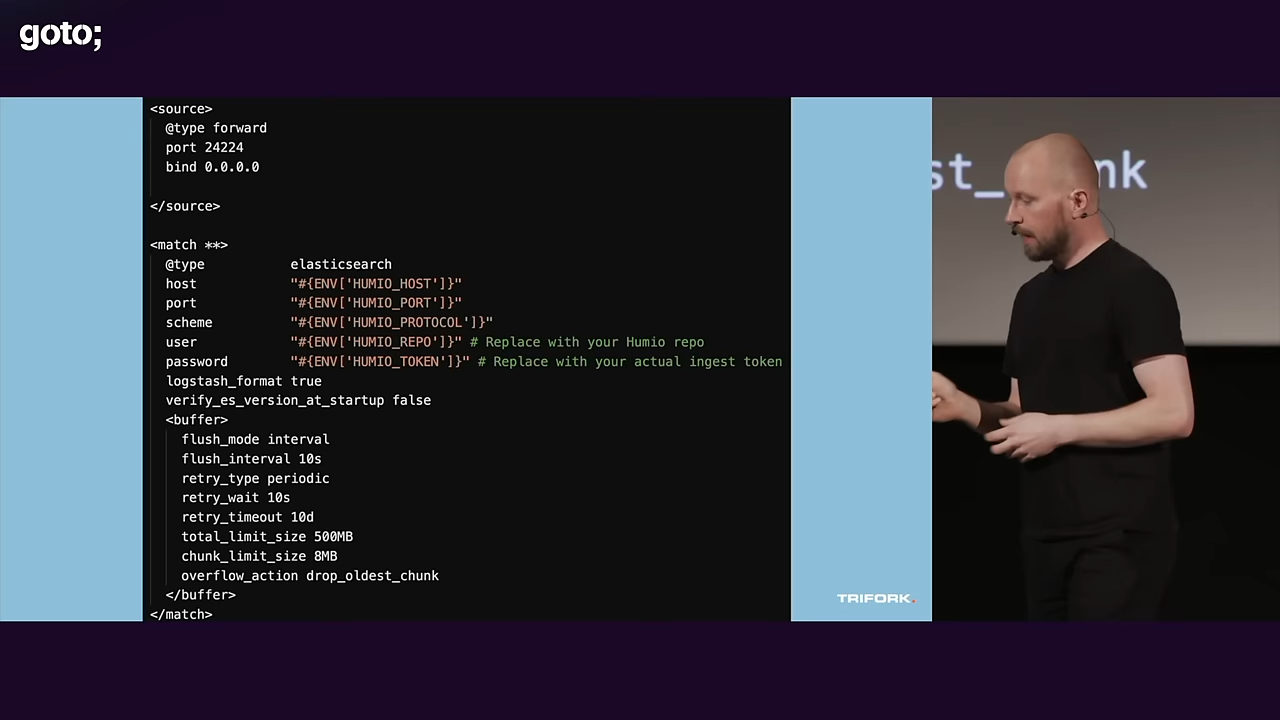 goto;
<source>
@type forward
port 24224
bind 0.0.0.0
</source>
<match **>
@type elasticsearch
host "#{ENV['HUMIO_HOST']}"
port "#{ENV['HUMIO_PORT']}"
scheme "#{ENV['HUMIO_PROTOCOL']}"
user "#{ENV['HUMIO_REPO']}" # Replace with your Humio repo
password "#{ENV['HUMIO_TOKEN']}" # Replace with your actual ingest token
logstash_format true
verify_es_version_at_startup false
<buffer>
flush_mode interval
flush_interval 10s
retry_type periodic
retry_wait 10s
retry_timeout 10d
total_limit_size 500MB
chunk_limit_size 8MB
overflow_action drop_oldest_chunk
</buffer>
</match>
TRIFORK.